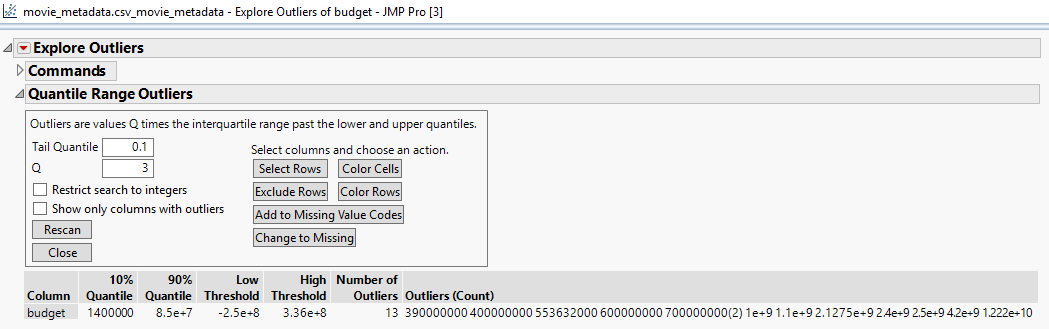 movie_metadata.csv_movie_metadata - Explore Outliers of budget - JMP Pro [3]
Explore Outliers
Commands
Quantile Range Outliers
Outliers are values Q times the interquartile range past the lower and upper quantiles.
Tail Quantile 0.1
Q 3
Restrict search to integers
Show only columns with outliers
Rescan
Close
Select columns and choose an action.
Select Rows Color Cells
Exclude Rows Color Rows
Add to Missing Value Codes
Change to Missing
10% 90% Low High Number of
Column Quantile Quantile Threshold Threshold Outliers Outliers (Count)
budget 1400000 8.5e+7 -2.5e+8 3.36e+8 13 390000000 400000000 553632000 600000000 700000000(2) 1e+9 1.1e+9 2.1275e+9 2.4e+9 2.5e+9 4.2e+9 1.222e+10